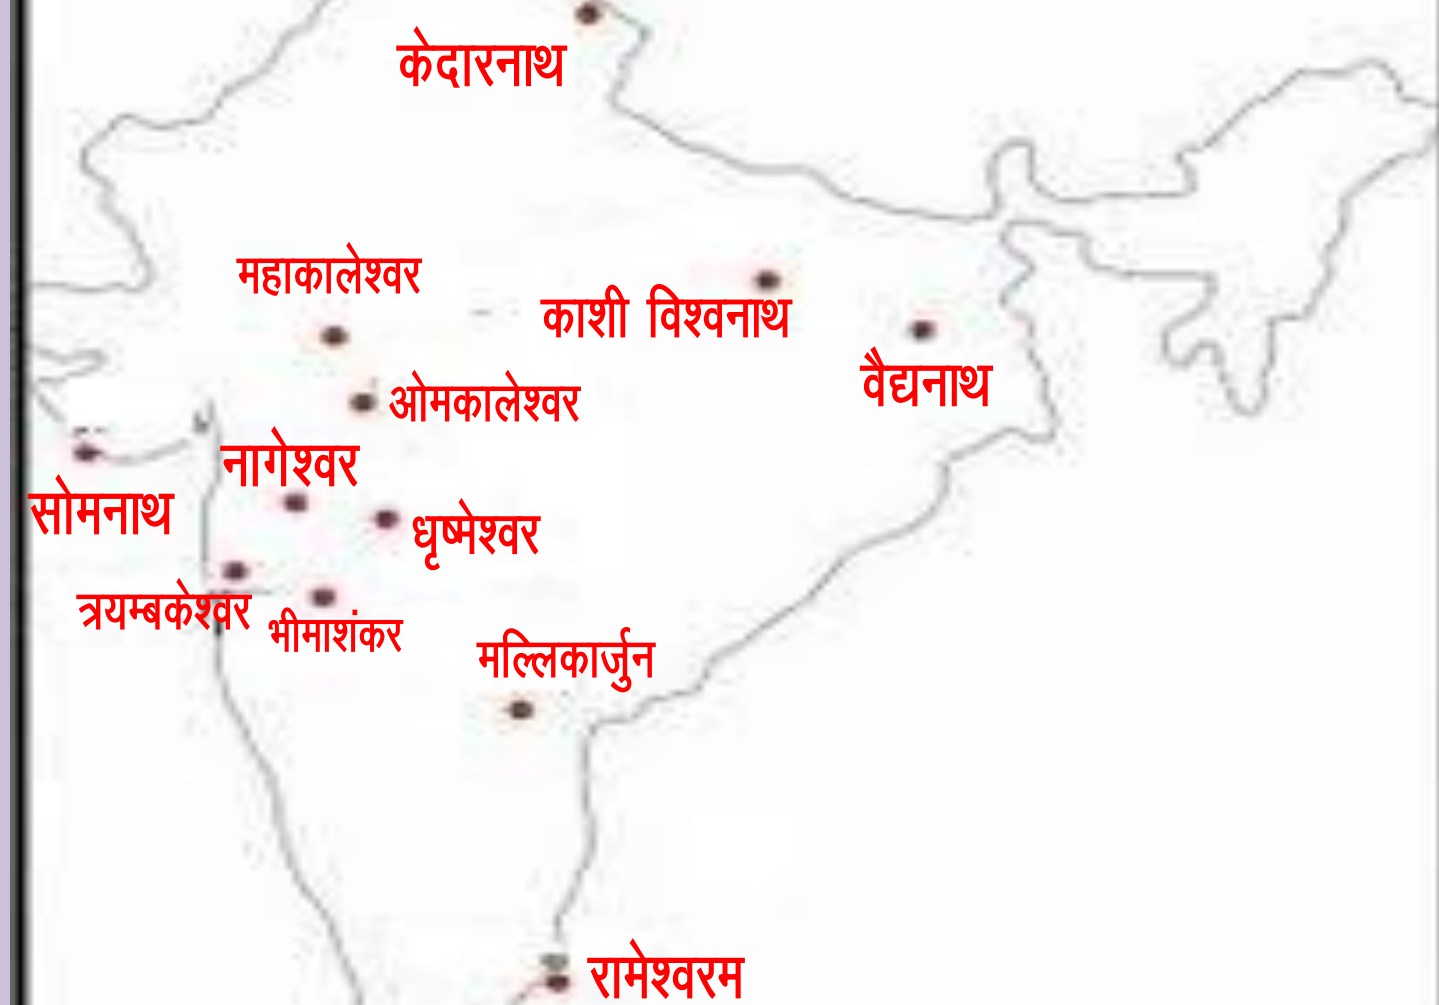 केदारनाथ
महाकालेश्वर
काशी विश्वनाथ
वैद्यनाथ
ओमकालेश्वर
नागेश्वर
सोमनाथ
धृष्मेश्वर
त्रयम्बकेश्वर
भीमाशंकर
मल्लिकार्जुन
रामेश्वरम